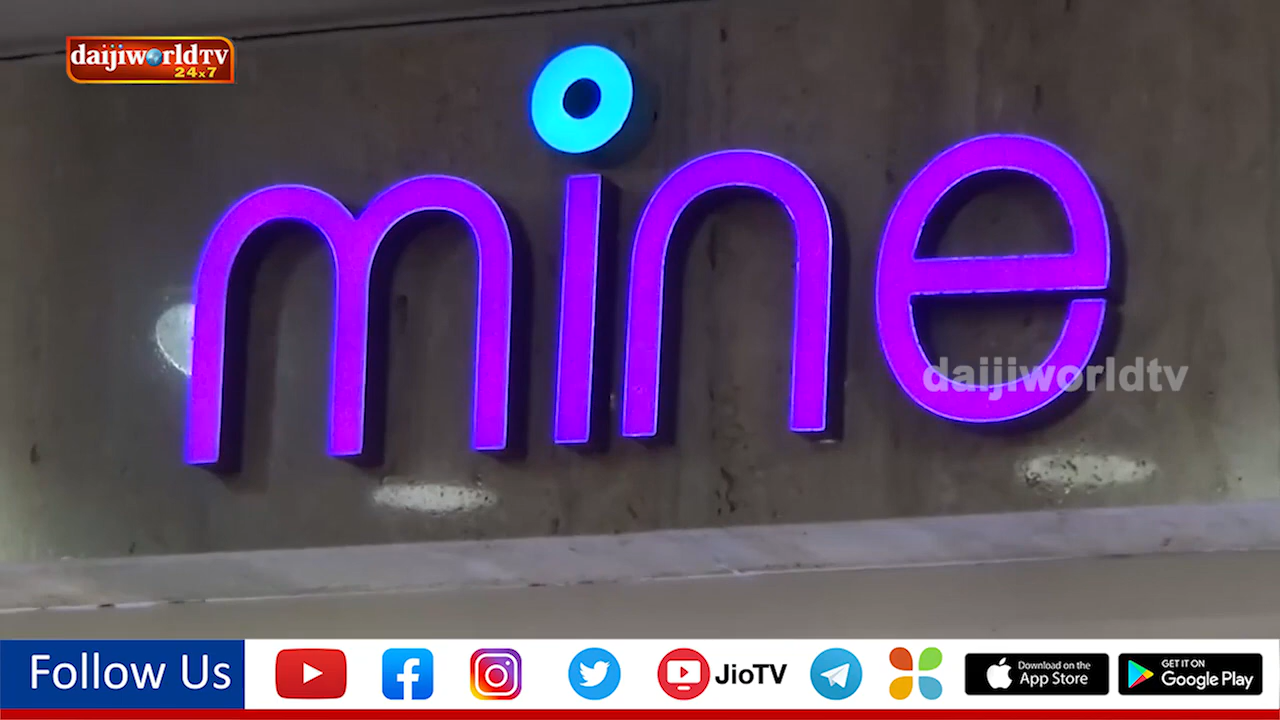 daijiworldTV
24x7
mine
daijiworldtv
Follow Us
JioTV
Download on the
App Store
GET IT ON
Google Play